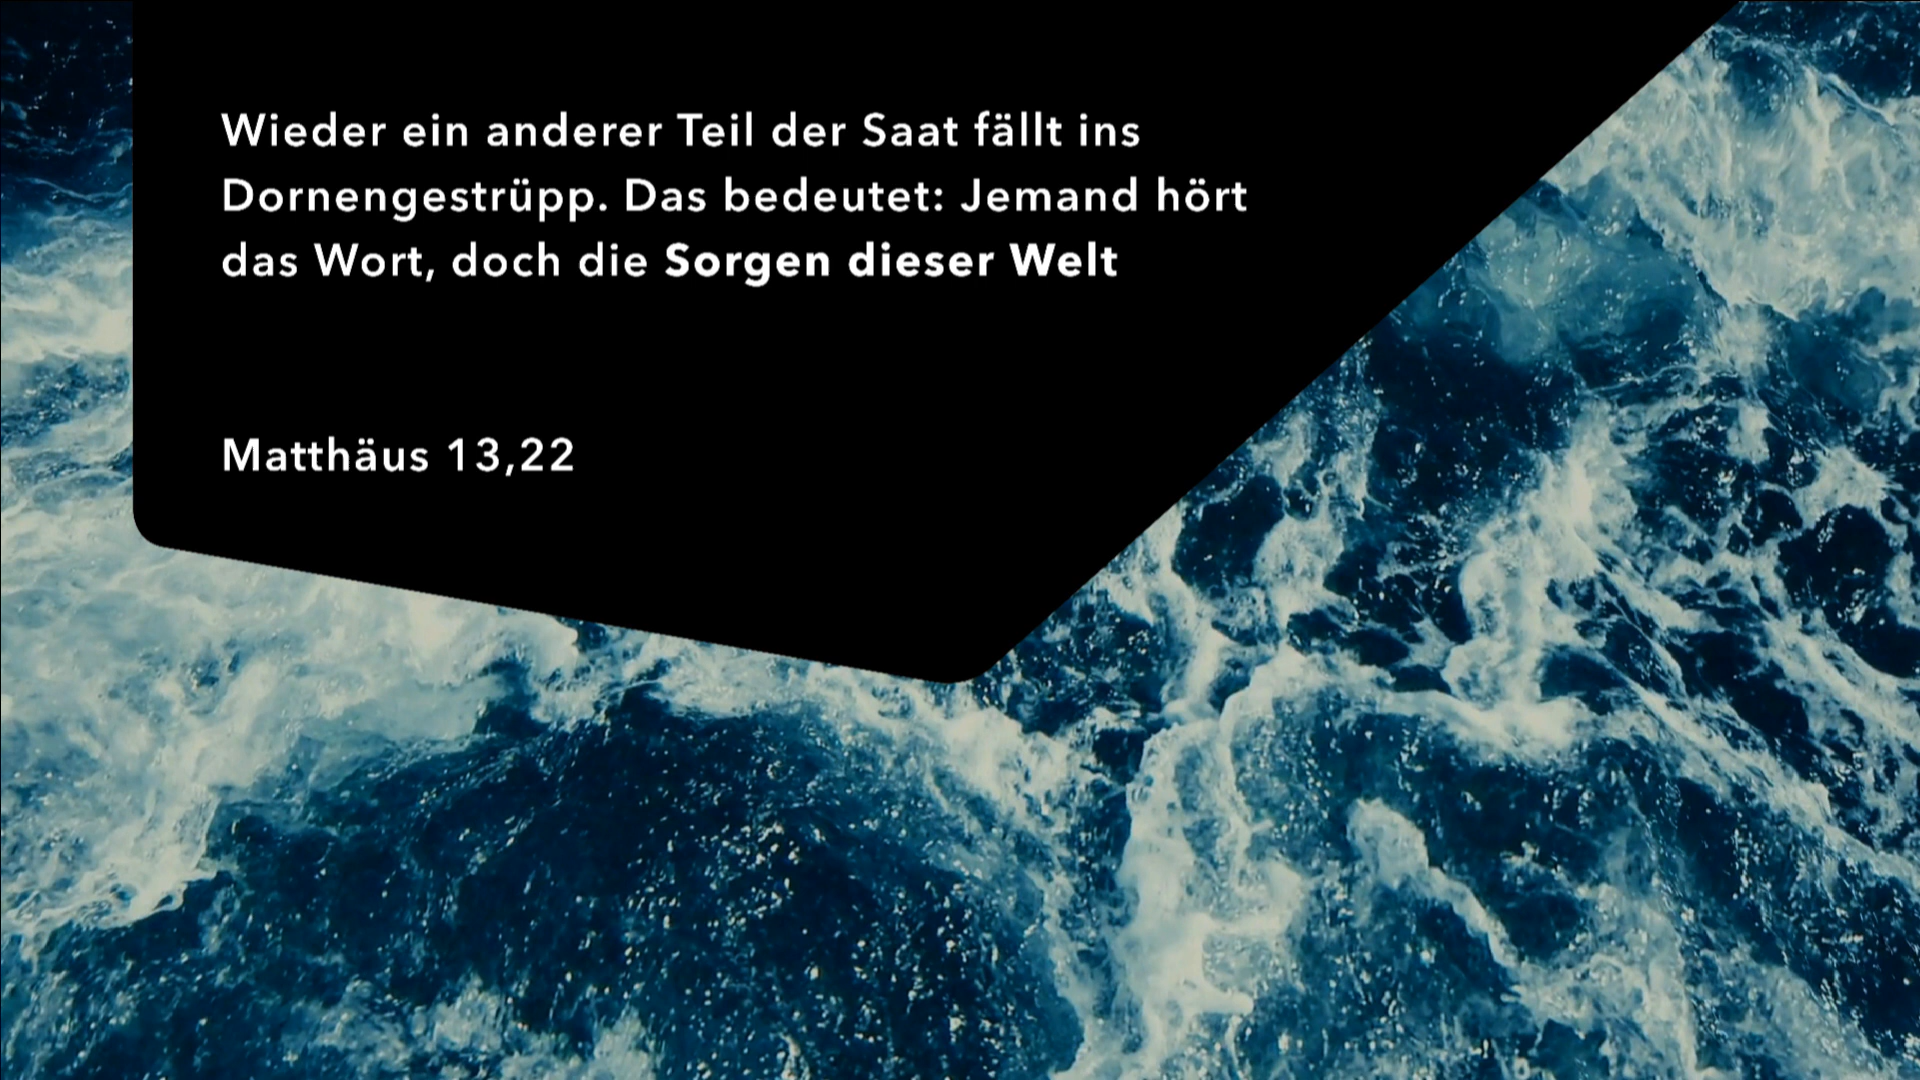 Wieder ein anderer Teil der Saat fällt ins
Dornengestrüpp. Das bedeutet: Jemand hört
das Wort, doch die Sorgen dieser Welt
Matthäus 13,22